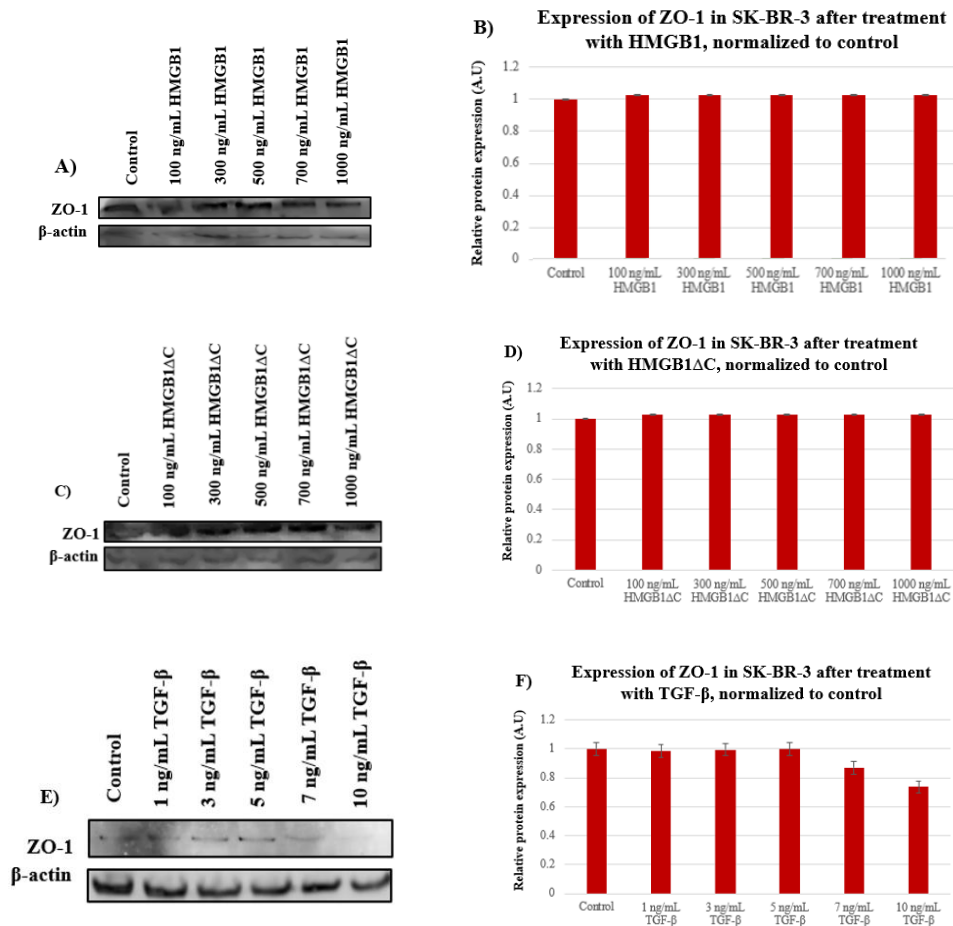 A)
Control
100 ng/mL HMGB1
300 ng/mL HMGB1
500 ng/mL HMGB1
700 ng/mL HMGB1
1000 ng/mL HMGB1
ZO-1
β-actin
B)
Expression of ZO-1 in SK-BR-3 after treatment
with HMGB1, normalized to control
Relative protein expression (A.U)
1.2
1
0.8
0.6
0.4
0.2
0
Control
100 ng/mL
HMGB1
300 ng/mL
HMGB1
500 ng/mL
HMGB1
700 ng/mL
HMGB1
1000 ng/mL
HMGB1
C)
Control
100 ng/mL HMGB1ΔC
300 ng/mL HMGB1ΔC
500 ng/mL HMGB1ΔC
700 ng/mL HMGB1ΔC
1000 ng/mL HMGB1ΔC
ZO-1
β-actin
D)
Expression of ZO-1 in SK-BR-3 after treatment
with HMGB1ΔC, normalized to control
Relative protein expression (A.U)
1.2
1
0.8
0.6
0.4
0.2
0
Control
100 ng/mL
HMGB1ΔC
300 ng/mL
HMGB1ΔC
500 ng/mL
HMGB1ΔC
700 ng/mL
HMGB1ΔC
1000 ng/mL
HMGB1ΔC
E)
Control
1 ng/mL TGF-β
3 ng/mL TGF-β
5 ng/mL TGF-β
7 ng/mL TGF-β
10 ng/mL TGF-β
ZO-1
β-actin
F)
Expression of ZO-1 in SK-BR-3 after treatment
with TGF-β, normalized to control
Relative protein expression (A.U)
1.2
1
0.8
0.6
0.4
0.2
0
Control
1 ng/mL
TGF-β
3 ng/mL
TGF-β
5 ng/mL
TGF-β
7 ng/mL
TGF-β
10 ng/mL
TGF-β